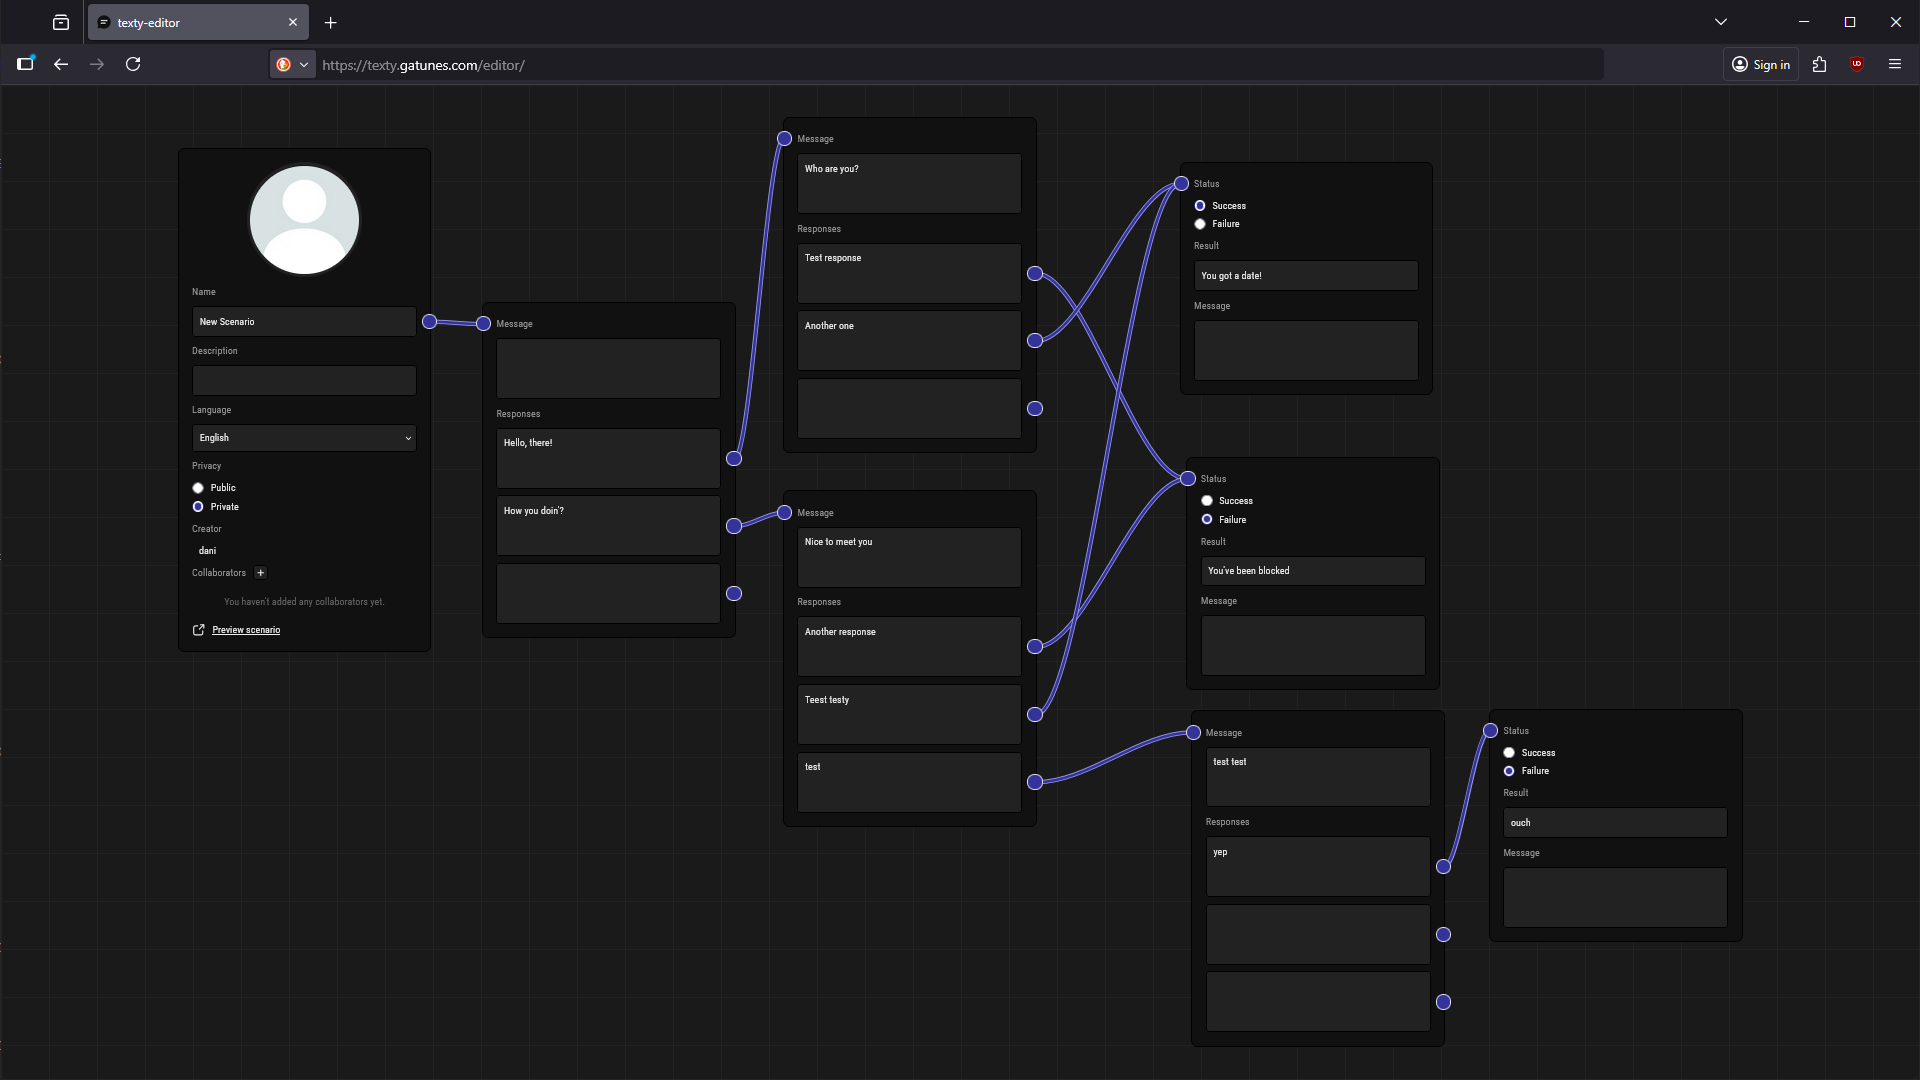 texty-editor
https://texty.gatunes.com/editor/
Sign in
Name
New Scenario
Description
Language
English
Privacy
Public
Private
Creator
dani
Collaborators +
You haven't added any collaborators yet.
Preview scenario
Message
Responses
Hello, there!
How you doin'?
Message
Who are you?
Responses
Test response
Another one
Message
Nice to meet you
Responses
Another response
Teest testy
test
Status
Success
Failure
Result
You got a date!
Message
Status
Success
Failure
Result
You've been blocked
Message
Message
test test
Responses
yep
Status
Success
Failure
Result
ouch
Message